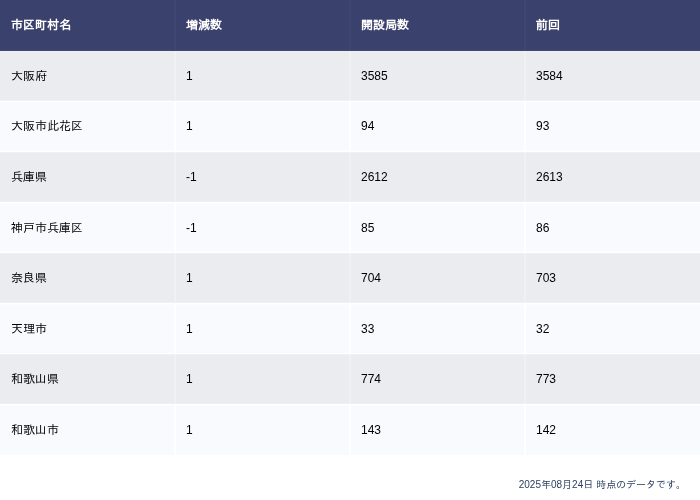 市区町村名 増減数 開設局数 前回
大阪府 1 3585 3584
大阪市此花区 1 94 93
兵庫県 -1 2612 2613
神戸市兵庫区 -1 85 86
奈良県 1 704 703
天理市 1 33 32
和歌山県 1 774 773
和歌山市 1 143 142
2025年08月24日 時点のデータです。